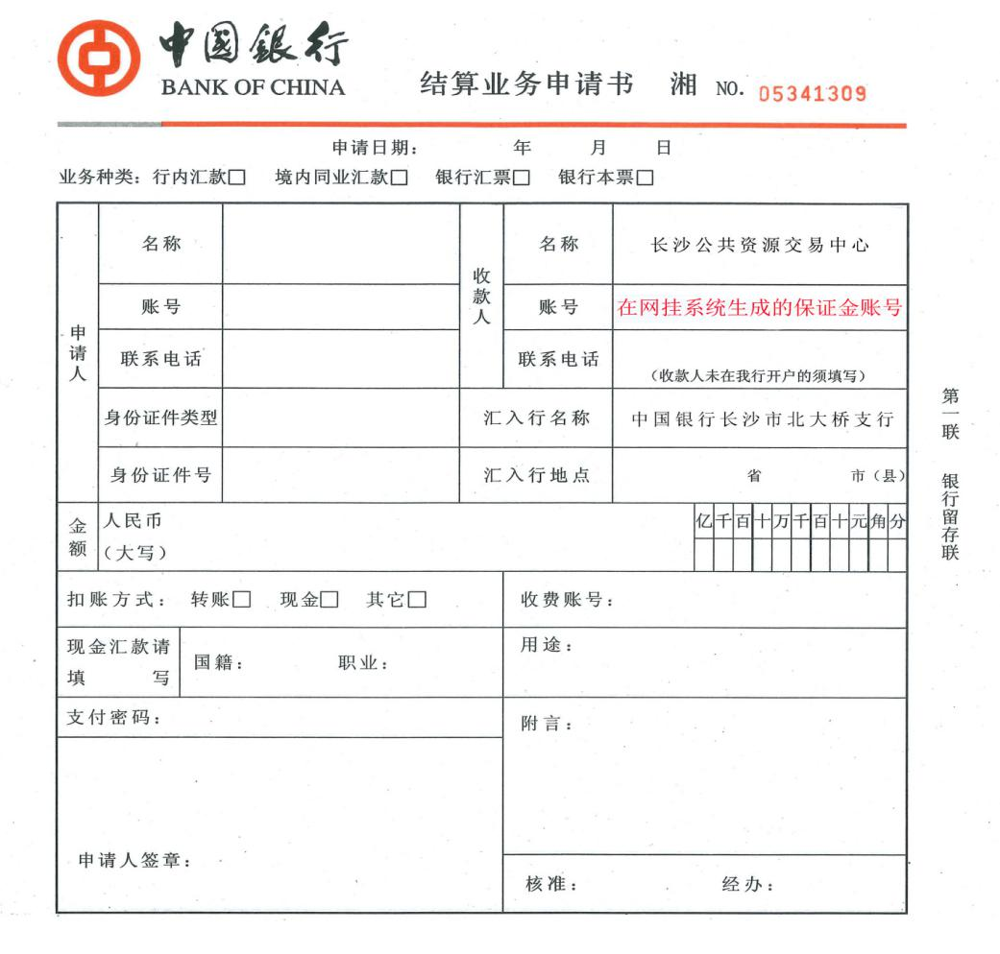 中國銀行
BANK OF CHINA
结算业务申请书 湘 NO. 05341309
申请日期： 年 月 日
业务种类：行内汇款□ 境内同业汇款□ 银行汇票□ 银行本票□
申请人
名称
账号
联系电话
身份证件类型
身份证件号
收款人
名称 长沙公共资源交易中心
账号 在网挂系统生成的保证金账号
联系电话 （收款人未在我行开户的须填写）
汇入行名称 中国银行长沙市北大桥支行
汇入行地点 省 市（县）
金额
人民币
（大写）
亿千百十万千百十元角分
扣账方式： 转账□ 现金□ 其它□
收费账号：
现金汇款请
填 写
国籍： 职业：
用途：
支付密码：
附言：
申请人签章：
核准： 经办：
第一联 银行留存联